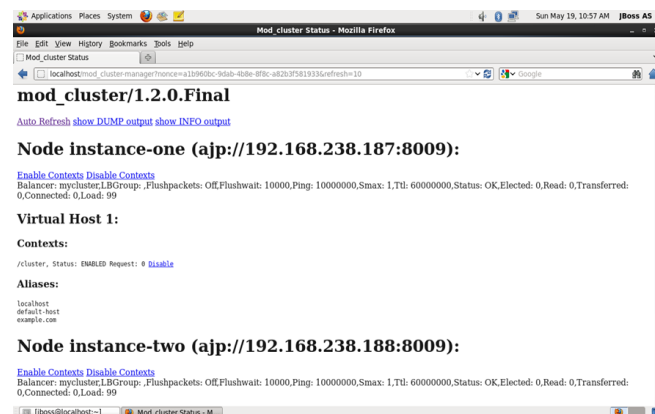 Applications Places System Sun May 19, 10:57 AM JBoss AS
Mod_cluster Status - Mozilla Firefox
File Edit View History Bookmarks Tools Help
Mod_cluster Status
localhost/mod_cluster-manager?nonce=a1b960bc-9dab-4b8e-8f8c-a82b3f581933&refresh=10 Google
mod_cluster/1.2.0.Final
Auto Refresh show DUMP output show INFO output
Node instance-one (ajp://192.168.238.187:8009):
Enable Contexts Disable Contexts
Balancer: mycluster,LBGroup: ,Flushpackets: Off,Flushwait: 10000,Ping: 10000000,Smax: 1,Ttl: 60000000,Status: OK,Elected: 0,Read: 0,Transferred:
0,Connected: 0,Load: 99
Virtual Host 1:
Contexts:
/cluster, Status: ENABLED Request: 0 Disable
Aliases:
localhost
default-host
example.com
Node instance-two (ajp://192.168.238.188:8009):
Enable Contexts Disable Contexts
Balancer: mycluster,LBGroup: ,Flushpackets: Off,Flushwait: 10000,Ping: 10000000,Smax: 1,Ttl: 60000000,Status: OK,Elected: 0,Read: 0,Transferred:
0,Connected: 0,Load: 99
[jboss@localhost:~] Mod_cluster Status - M...